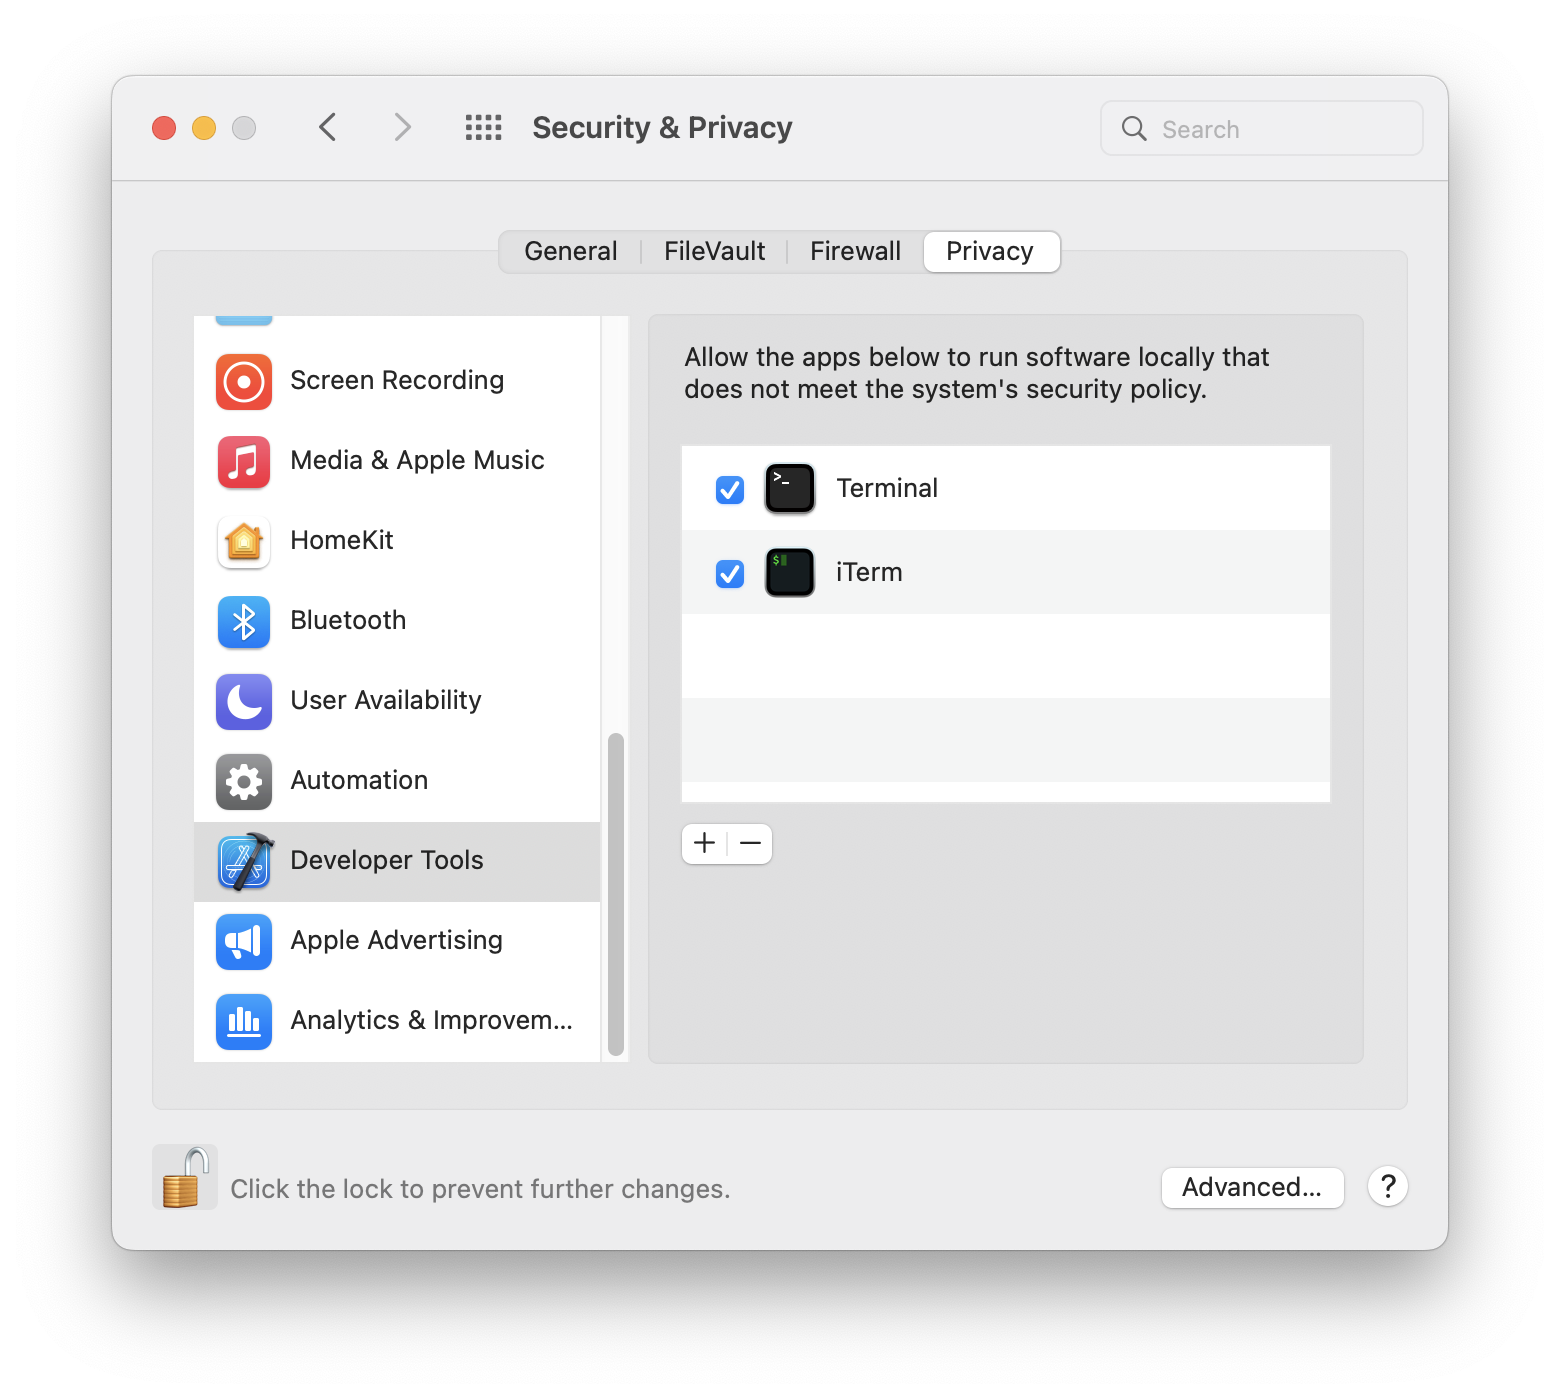 Security & Privacy
Search
General
FileVault
Firewall
Privacy
Screen Recording
Media & Apple Music
HomeKit
Bluetooth
User Availability
Automation
Developer Tools
Apple Advertising
Analytics & Improvem...
Allow the apps below to run software locally that
does not meet the system's security policy.
>_
Terminal
$
iTerm
Click the lock to prevent further changes.
Advanced...
?